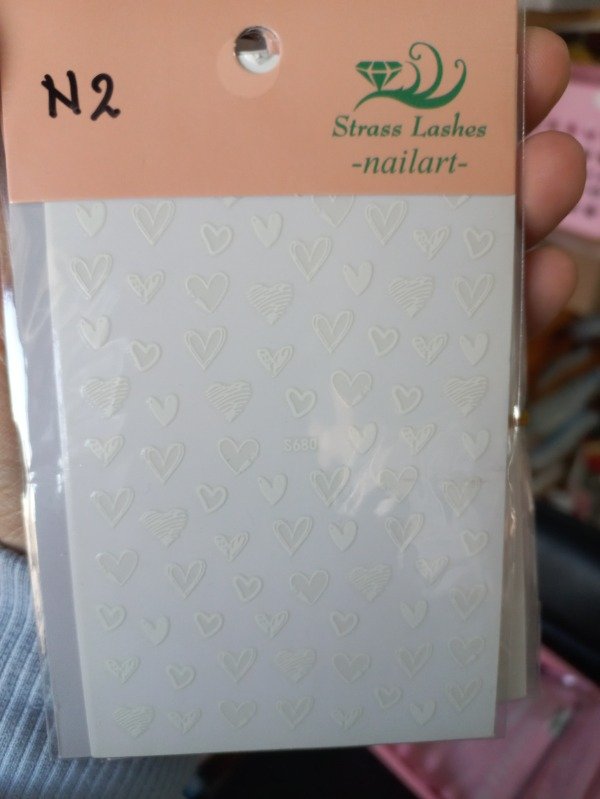 N2
Strass Lashes
-nailart-
S680